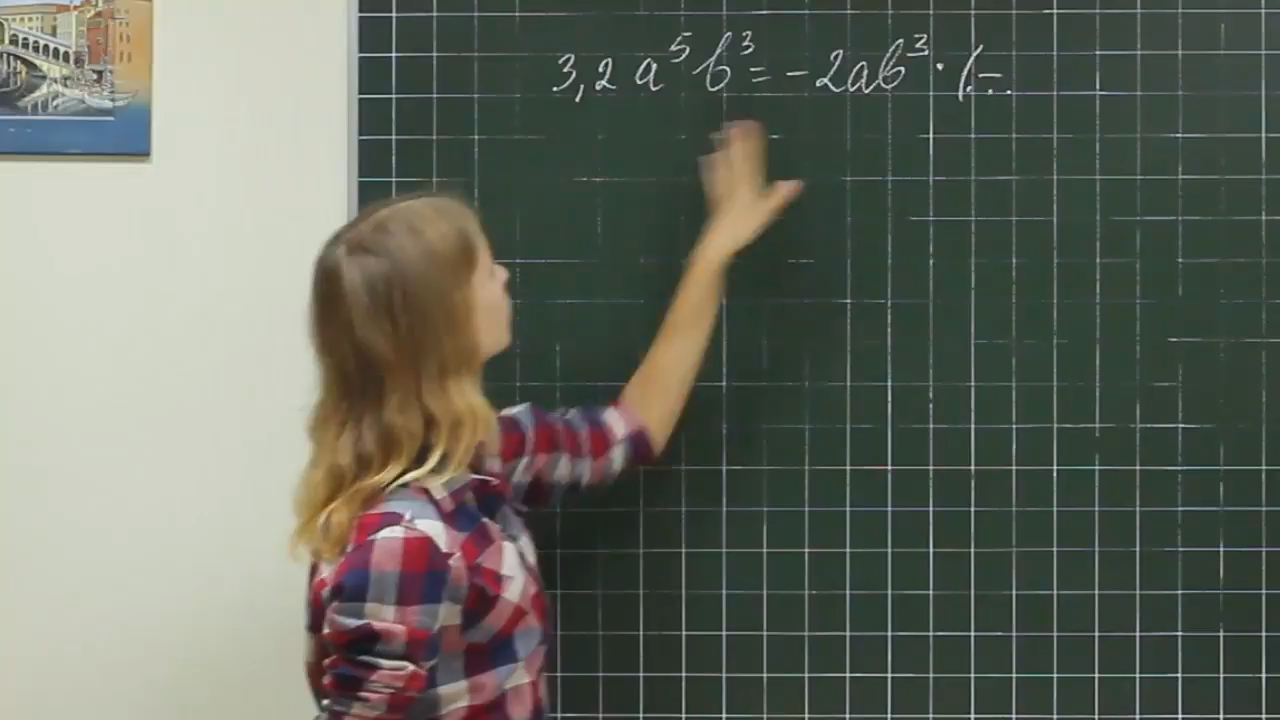 3,2 a⁵b³ = -2ab³ · (...